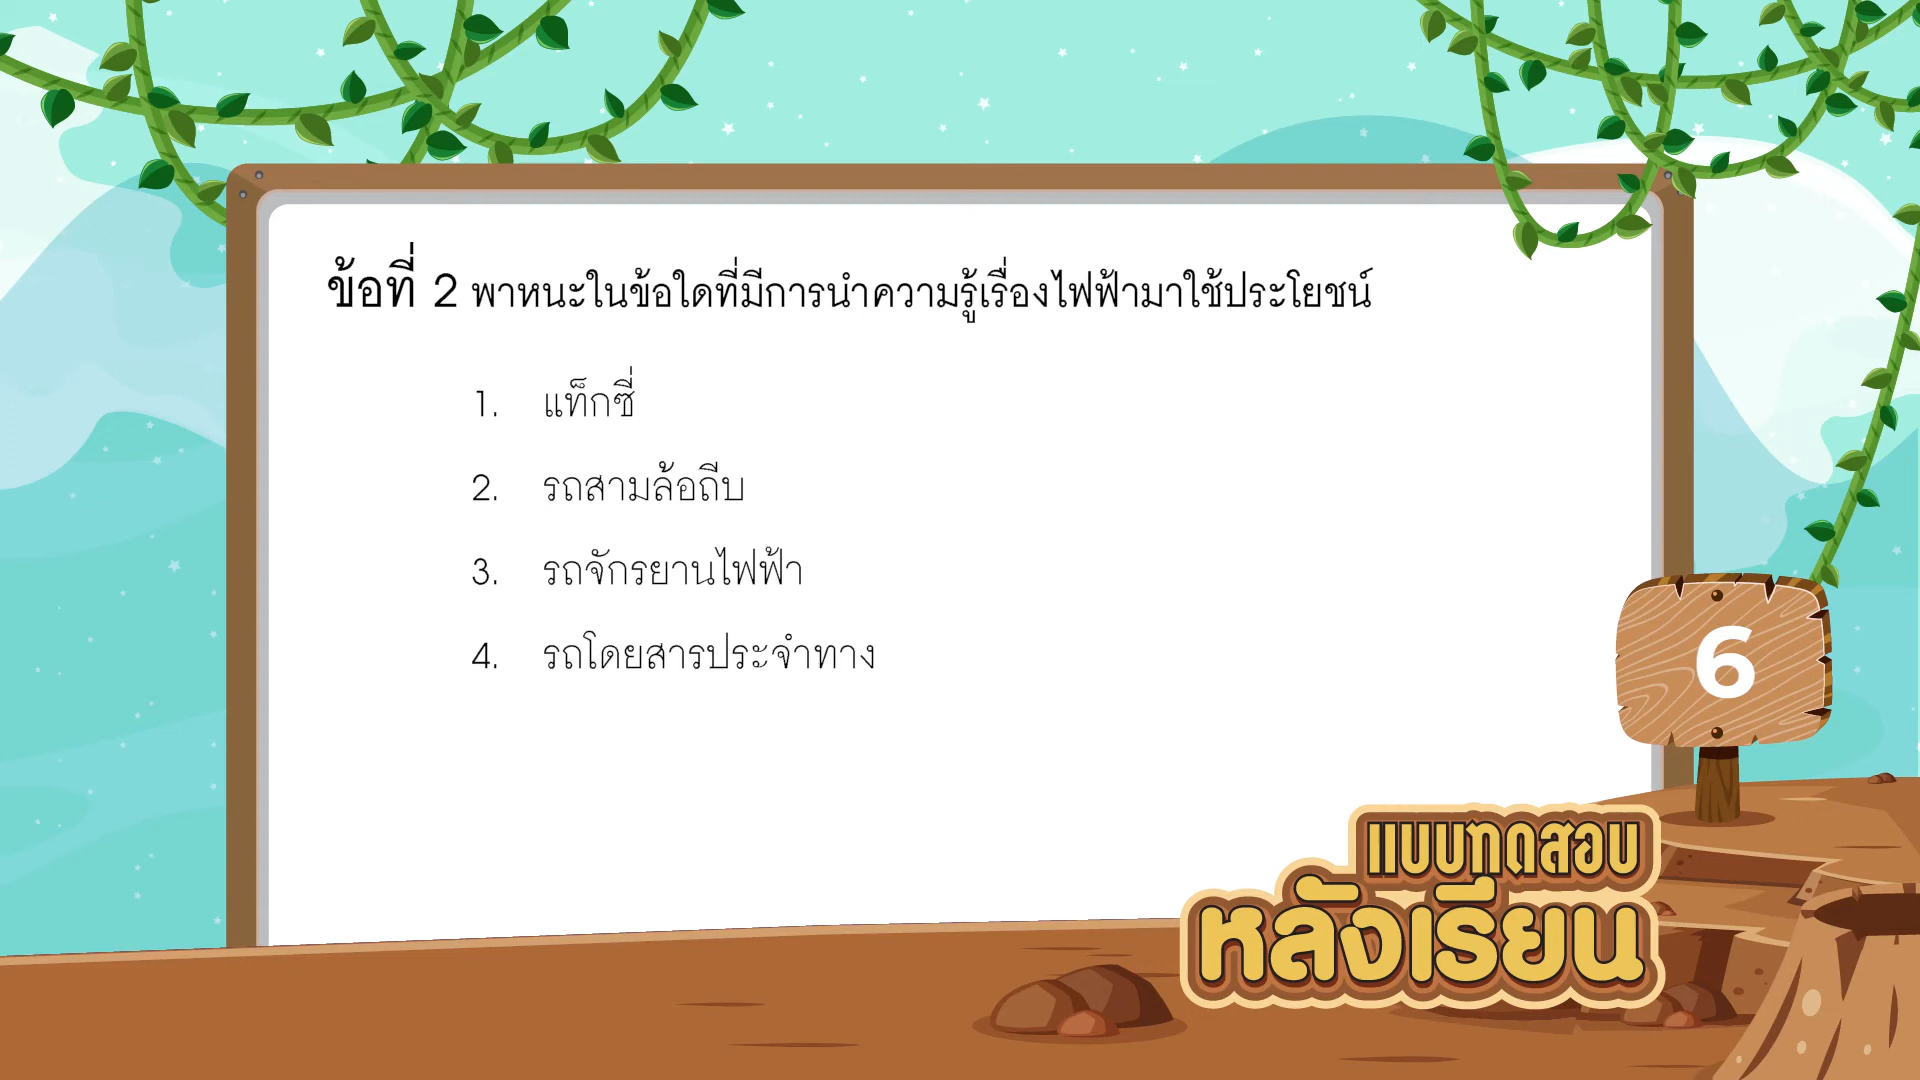 ข้อที่ 2 พาหนะในข้อใดที่มีการนำความรู้เรื่องไฟฟ้ามาใช้ประโยชน์
1. แท็กซี่
2. รถสามล้อถีบ
3. รถจักรยานไฟฟ้า
4. รถโดยสารประจำทาง
6
แบบทดสอบ
หลังเรียน